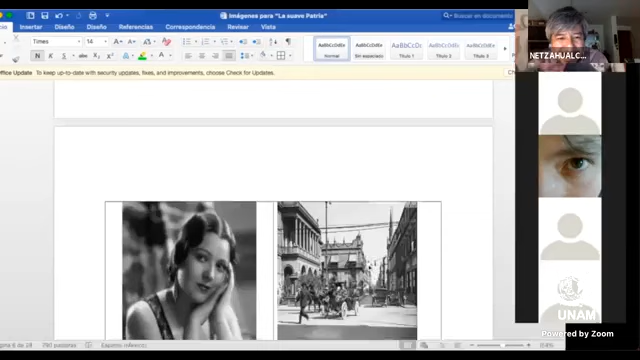 Imágenes para "La suave Patria"
Buscar en documento
Insertar Diseño Diseño Referencias Correspondencia Revisar Vista
Times
14
N K S
AaBbCcDdEe AaBbCcDdEe AaBbCcDc AaBbCcDdEe AaBbCcDdEe
Normal Sin espaciado Título 1 Título 2 Título 3
Office Update To keep up-to-date with security updates, fixes, and improvements, choose Check for Updates.
NETZAHUALC...
UNAM
Powered by Zoom